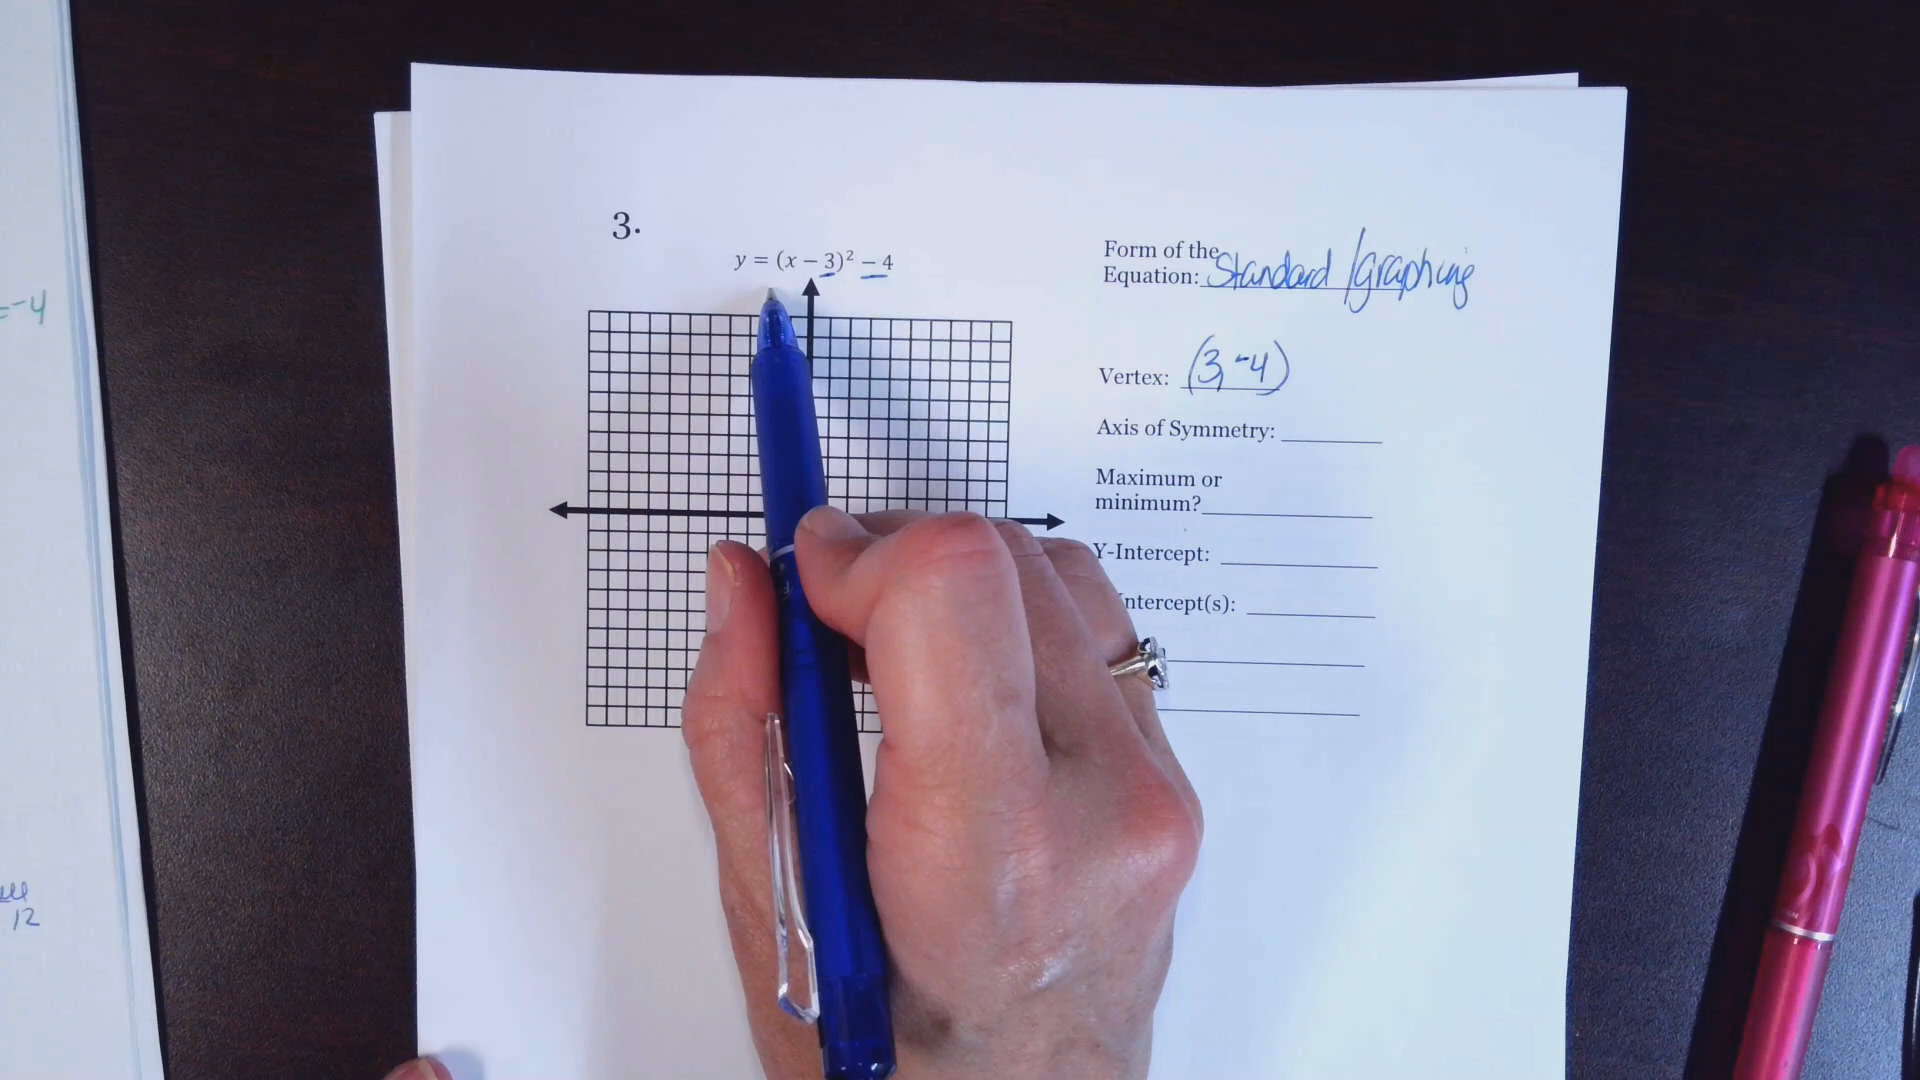 3.
y = (x − 3)² − 4
Form of the
Equation: Standard / graphing
Vertex: (3, -4)
Axis of Symmetry:
Maximum or
minimum?
Y-Intercept:
Intercept(s):
=-4
12